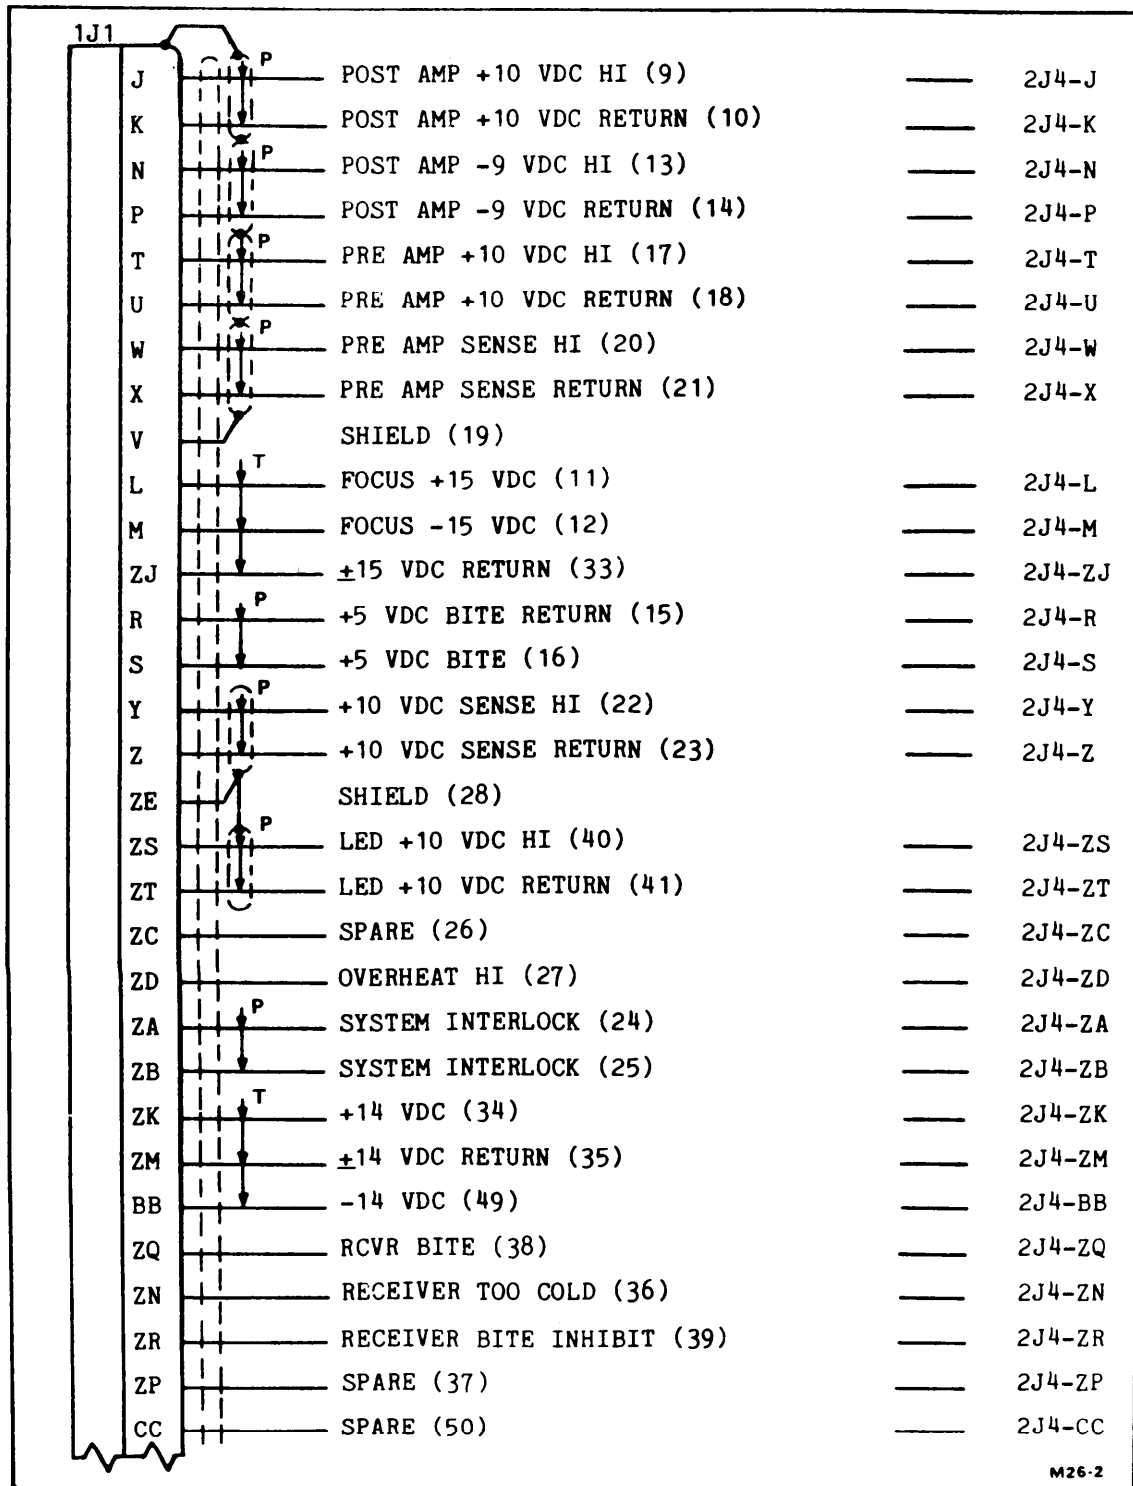 1J1
P
J POST AMP +10 VDC HI (9) 2J4-J
K POST AMP +10 VDC RETURN (10) 2J4-K
P
N POST AMP -9 VDC HI (13) 2J4-N
P POST AMP -9 VDC RETURN (14) 2J4-P
P
T PRE AMP +10 VDC HI (17) 2J4-T
U PRE AMP +10 VDC RETURN (18) 2J4-U
P
W PRE AMP SENSE HI (20) 2J4-W
X PRE AMP SENSE RETURN (21) 2J4-X
V SHIELD (19)
T
L FOCUS +15 VDC (11) 2J4-L
M FOCUS -15 VDC (12) 2J4-M
ZJ ±15 VDC RETURN (33) 2J4-ZJ
P
R +5 VDC BITE RETURN (15) 2J4-R
S +5 VDC BITE (16) 2J4-S
P
Y +10 VDC SENSE HI (22) 2J4-Y
Z +10 VDC SENSE RETURN (23) 2J4-Z
ZE SHIELD (28)
P
ZS LED +10 VDC HI (40) 2J4-ZS
ZT LED +10 VDC RETURN (41) 2J4-ZT
ZC SPARE (26) 2J4-ZC
ZD OVERHEAT HI (27) 2J4-ZD
P
ZA SYSTEM INTERLOCK (24) 2J4-ZA
ZB SYSTEM INTERLOCK (25) 2J4-ZB
T
ZK +14 VDC (34) 2J4-ZK
ZM ±14 VDC RETURN (35) 2J4-ZM
BB -14 VDC (49) 2J4-BB
ZQ RCVR BITE (38) 2J4-ZQ
ZN RECEIVER TOO COLD (36) 2J4-ZN
ZR RECEIVER BITE INHIBIT (39) 2J4-ZR
ZP SPARE (37) 2J4-ZP
CC SPARE (50) 2J4-CC
M26-2